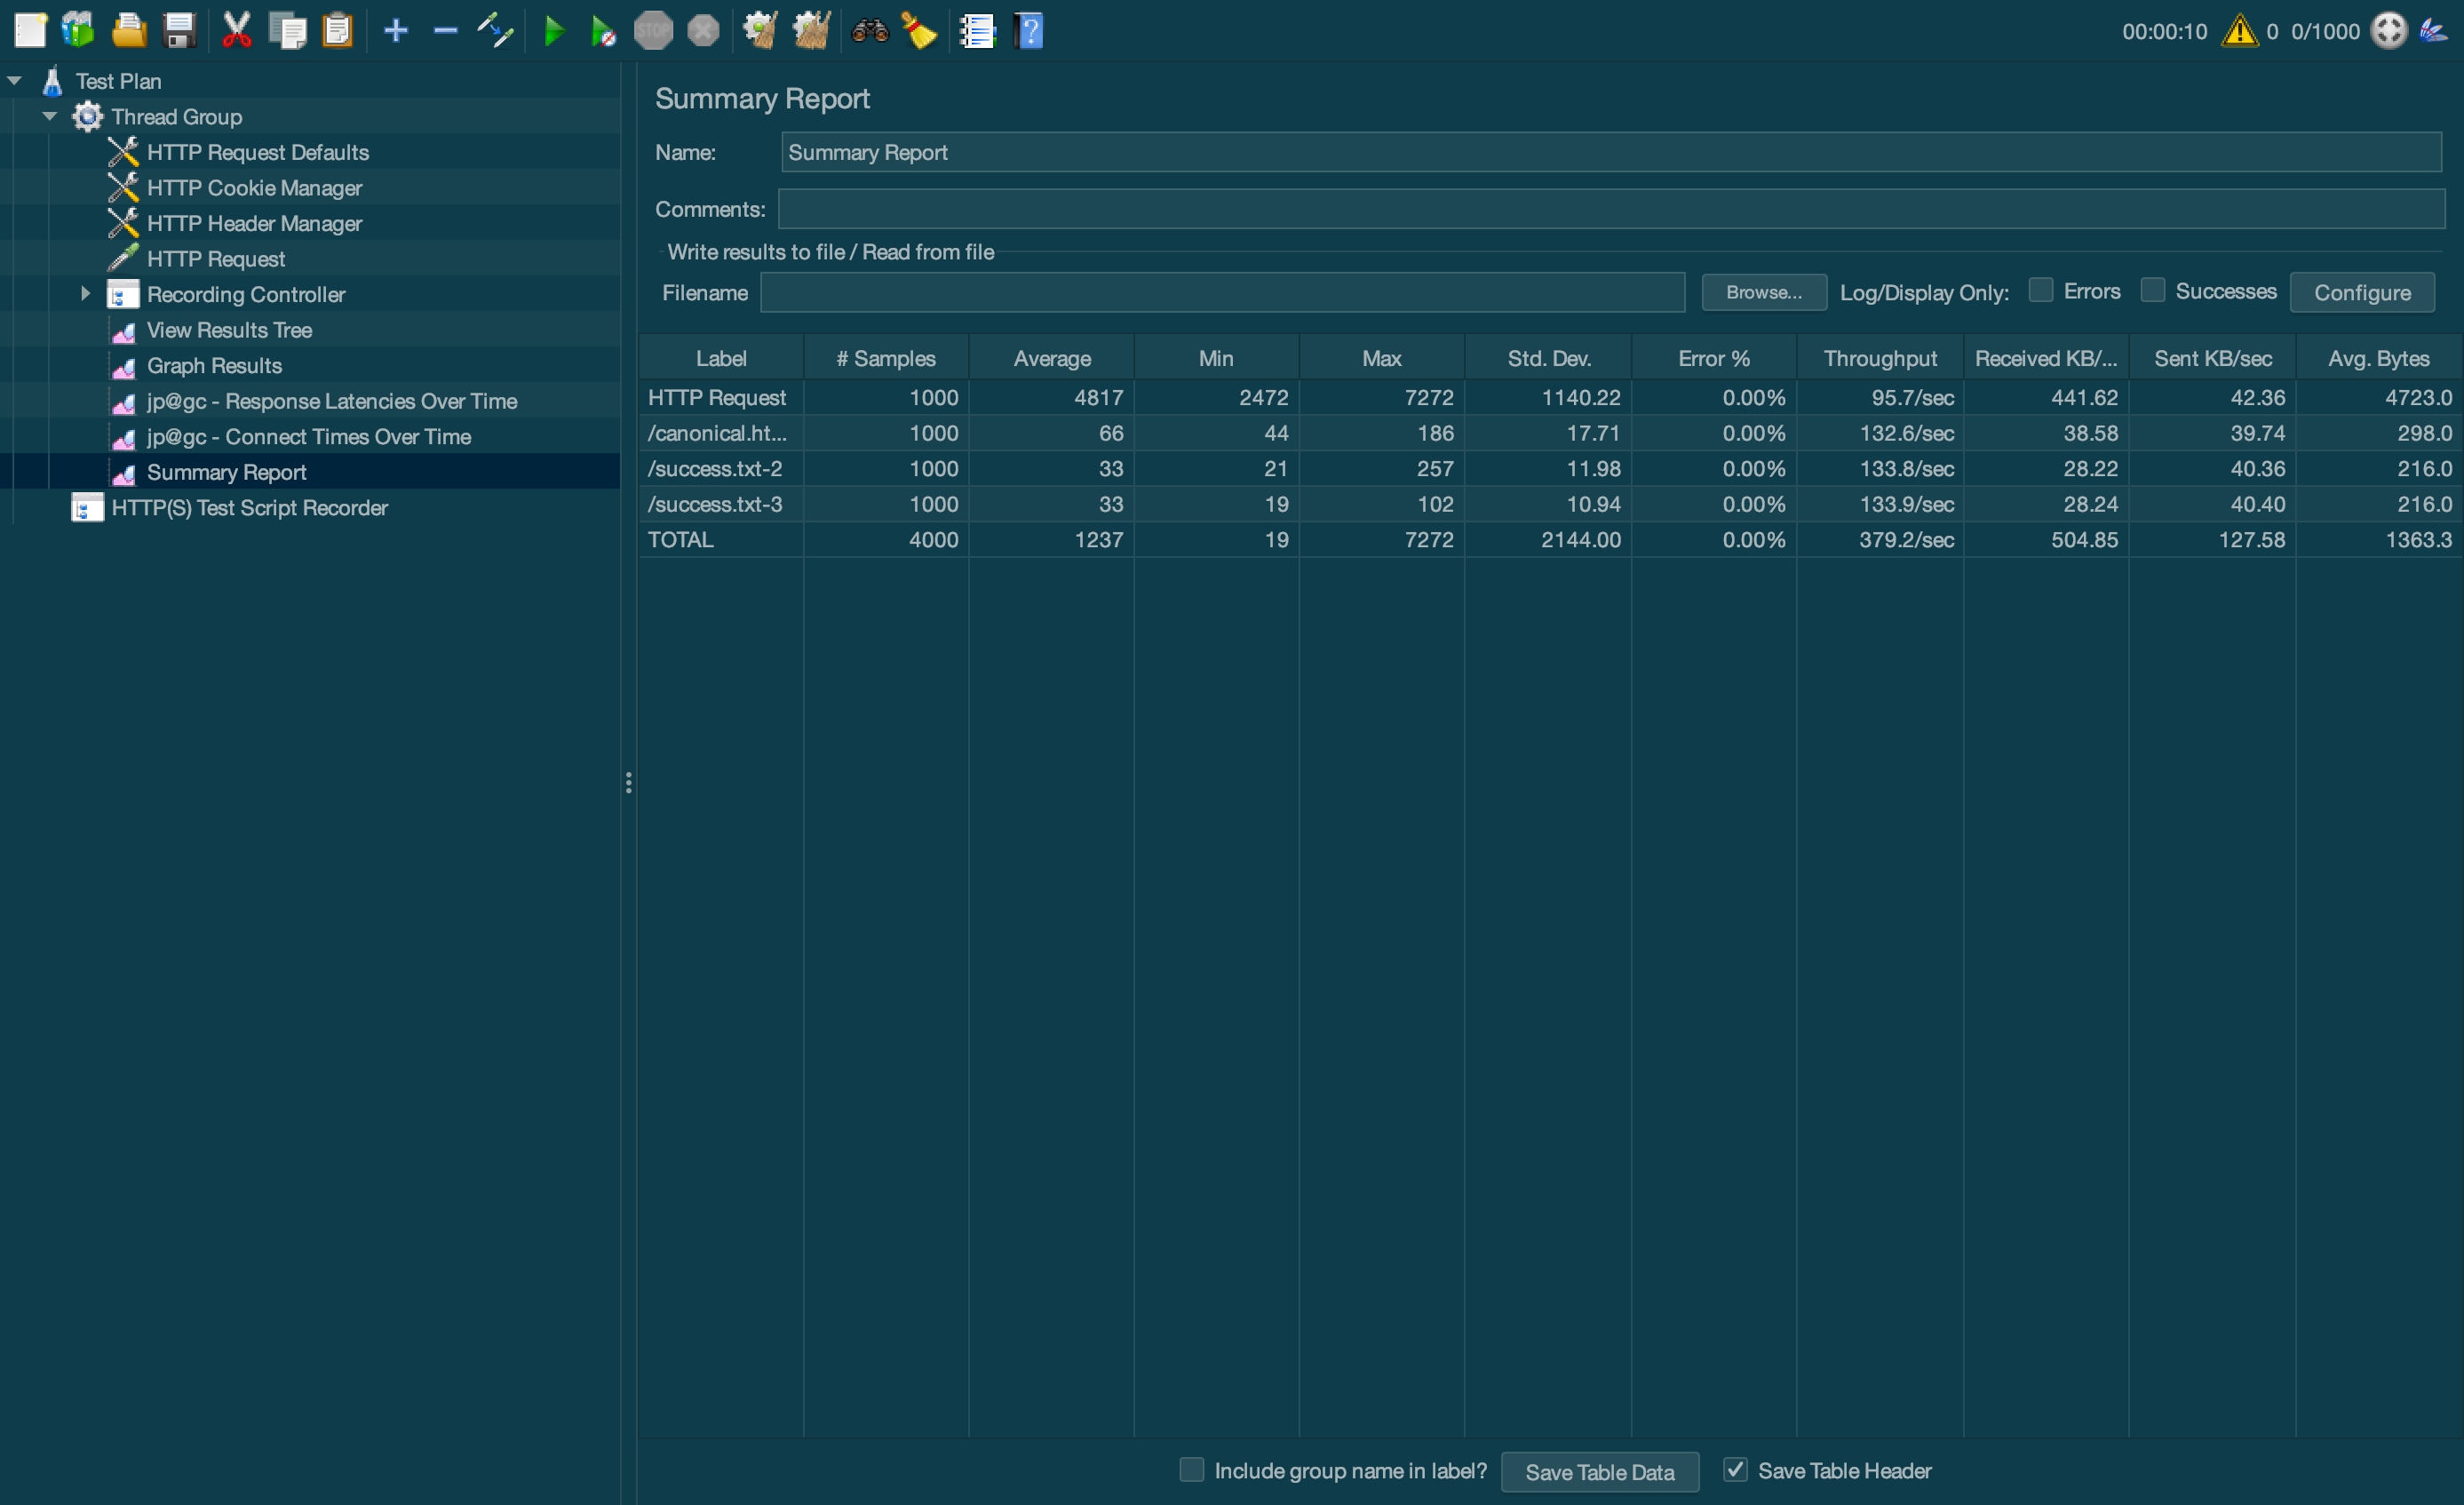 STOP
00:00:10 0 0/1000
Test Plan
Thread Group
HTTP Request Defaults
HTTP Cookie Manager
HTTP Header Manager
HTTP Request
Recording Controller
View Results Tree
Graph Results
jp@gc - Response Latencies Over Time
jp@gc - Connect Times Over Time
Summary Report
HTTP(S) Test Script Recorder
Summary Report
Name: Summary Report
Comments:
Write results to file / Read from file
Filename Browse... Log/Display Only: Errors Successes Configure
Label # Samples Average Min Max Std. Dev. Error % Throughput Received KB/... Sent KB/sec Avg. Bytes
HTTP Request 1000 4817 2472 7272 1140.22 0.00% 95.7/sec 441.62 42.36 4723.0
/canonical.ht... 1000 66 44 186 17.71 0.00% 132.6/sec 38.58 39.74 298.0
/success.txt-2 1000 33 21 257 11.98 0.00% 133.8/sec 28.22 40.36 216.0
/success.txt-3 1000 33 19 102 10.94 0.00% 133.9/sec 28.24 40.40 216.0
TOTAL 4000 1237 19 7272 2144.00 0.00% 379.2/sec 504.85 127.58 1363.3
Include group name in label? Save Table Data Save Table Header